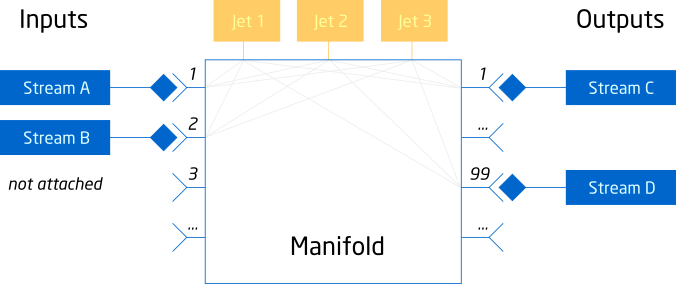 Inputs
Jet 1
Jet 2
Jet 3
Outputs
Stream A
1
1
Stream C
Stream B
2
...
not attached
3
99
Stream D
...
...
Manifold